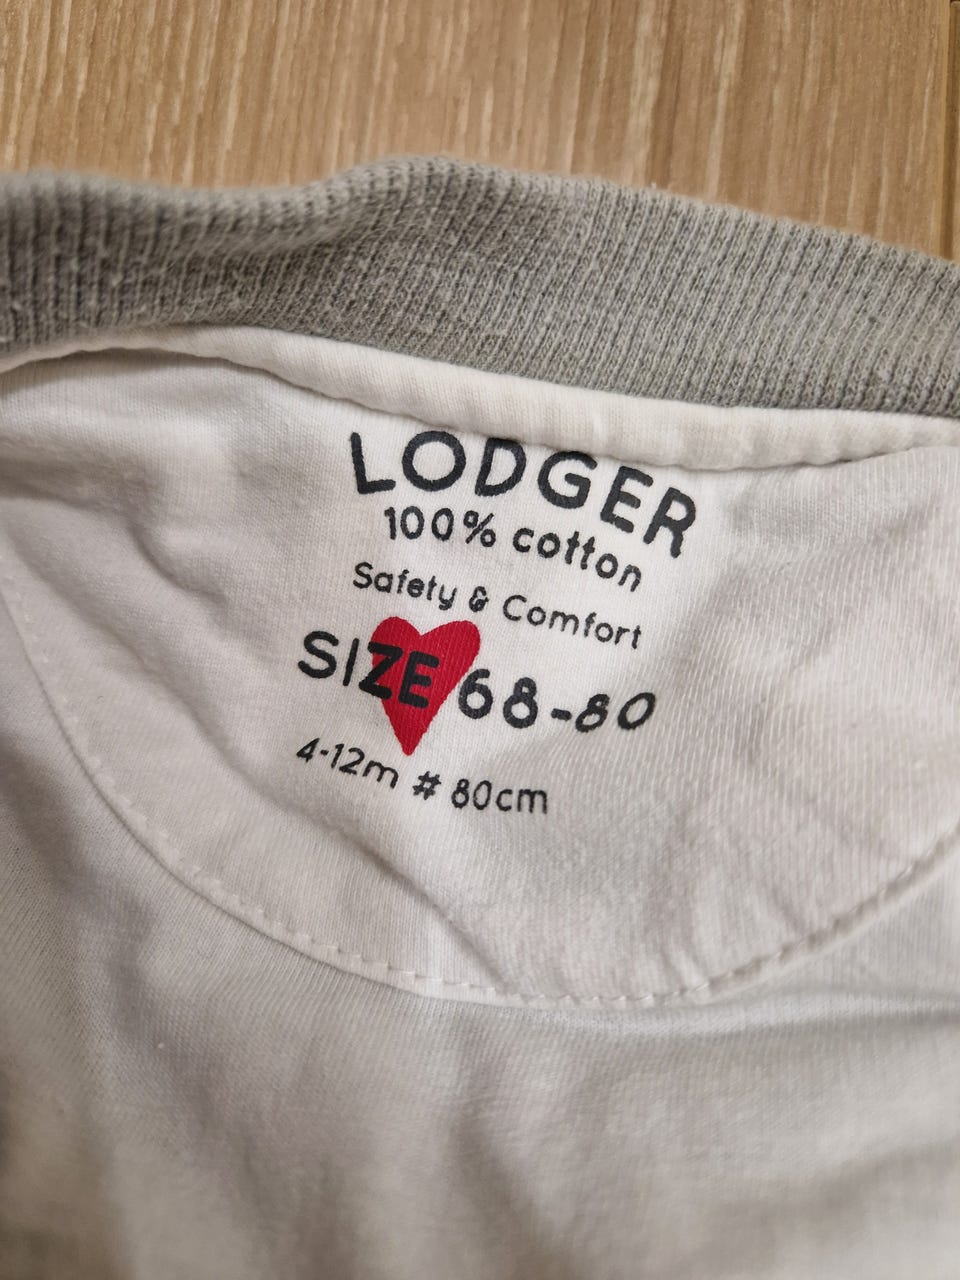 LODGER
100% cotton
Safety & Comfort
SIZE 68-80
4-12m # 80cm